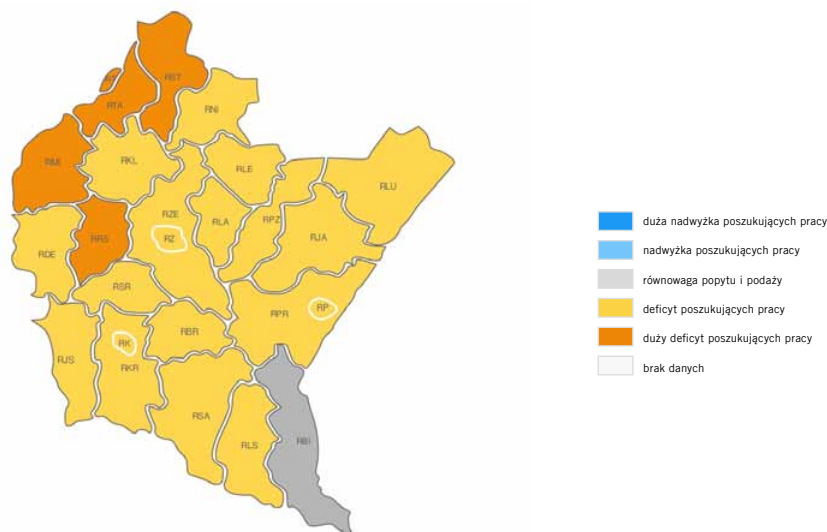 RST
RT
RTA
RNI
RMI
RKL
RLE
RLU
RZE
RLA
RPZ
RDE
RRS
RZ
RJA
RSR
RPR
RP
RBR
RK
RJS
RKR
RSA
RLS
RBI
duża nadwyżka poszukujących pracy
nadwyżka poszukujących pracy
równowaga popytu i podaży
deficyt poszukujących pracy
duży deficyt poszukujących pracy
brak danych